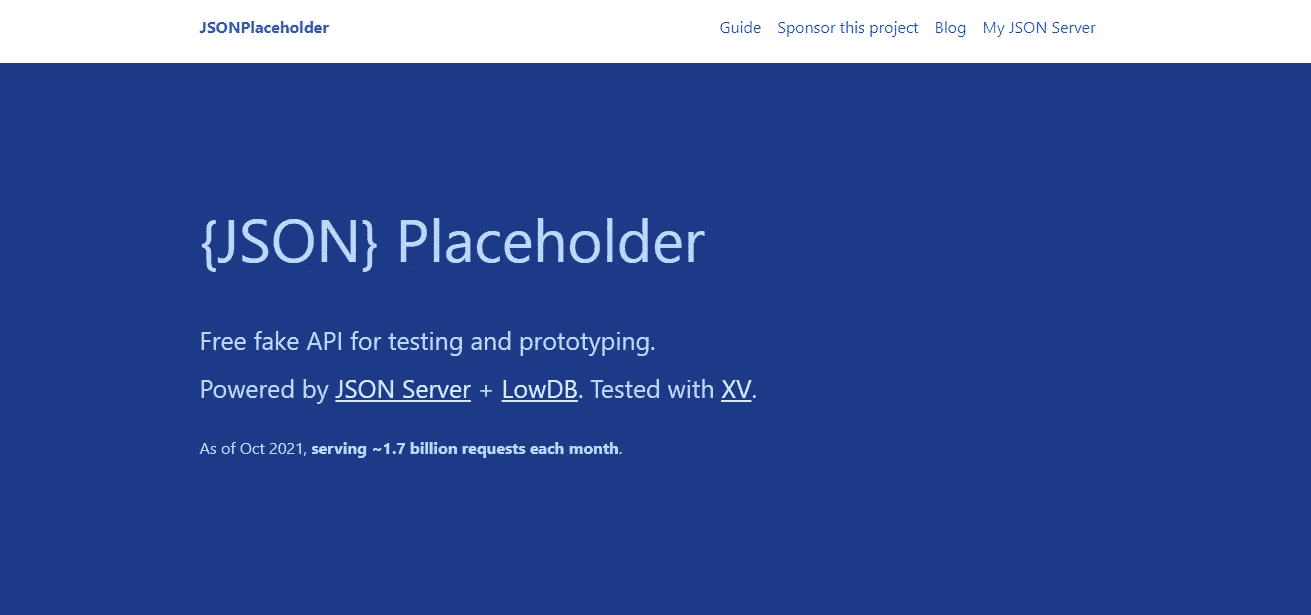 JSONPlaceholder Guide Sponsor this project Blog My JSON Server
{JSON} Placeholder
Free fake API for testing and prototyping.
Powered by JSON Server + LowDB. Tested with XV.
As of Oct 2021, serving ~1.7 billion requests each month.